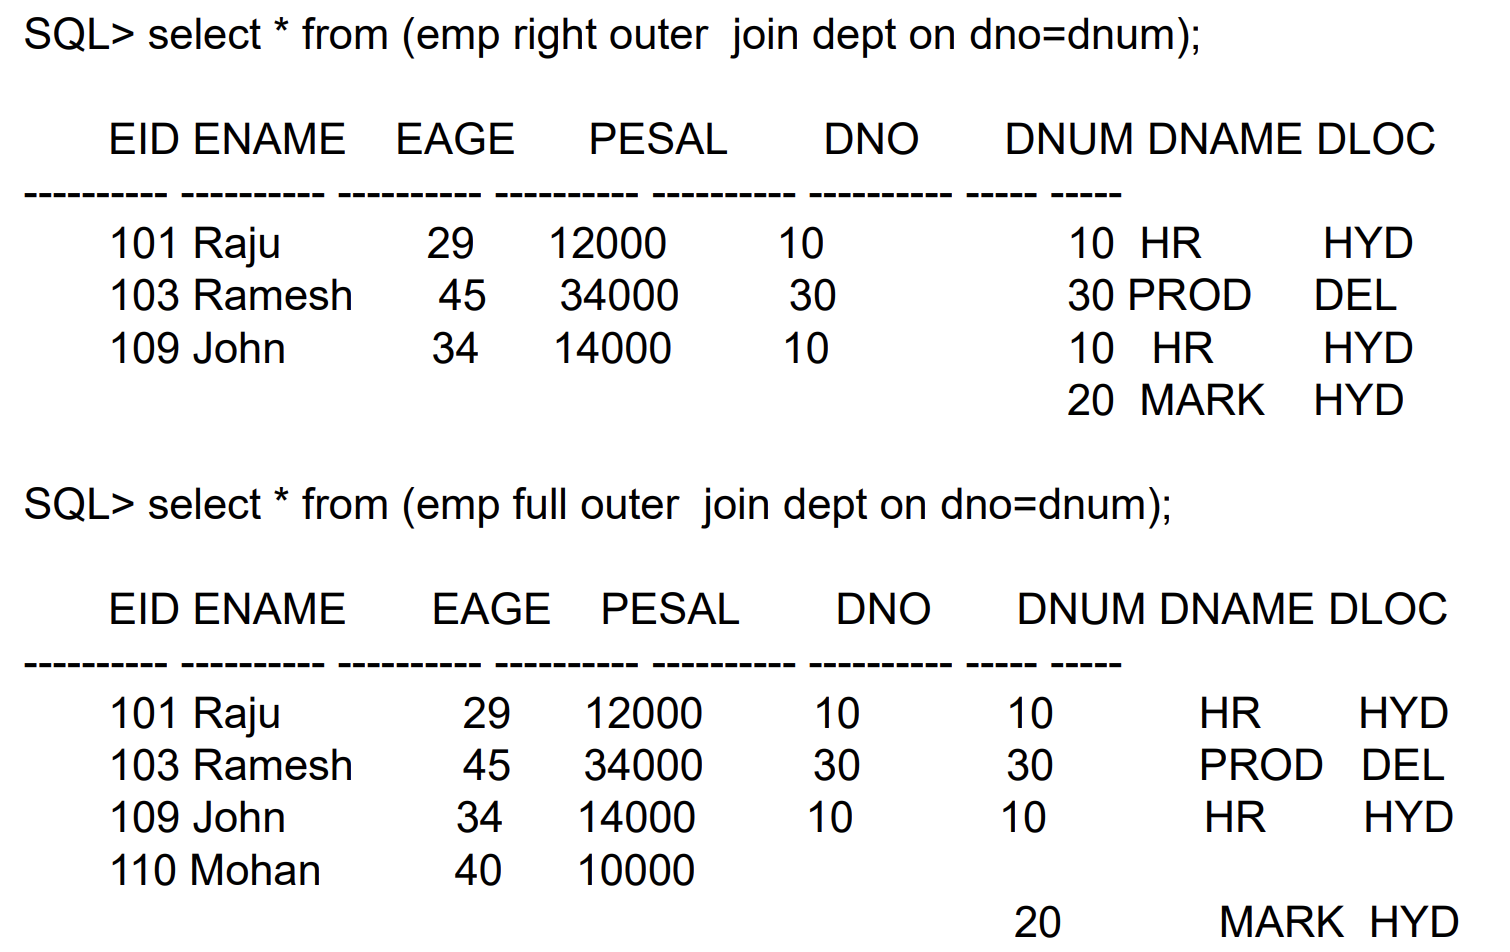 SQL> select * from (emp right outer  join dept on dno=dnum);
EID ENAME EAGE PESAL DNO DNUM DNAME DLOC
---------- ---------- ---------- ---------- ---------- ---------- ----- -----
101 Raju 29 12000 10 10 HR HYD
103 Ramesh 45 34000 30 30 PROD DEL
109 John 34 14000 10 10 HR HYD
20 MARK HYD
SQL> select * from (emp full outer  join dept on dno=dnum);
EID ENAME EAGE PESAL DNO DNUM DNAME DLOC
---------- ---------- ---------- ---------- ---------- ---------- ----- -----
101 Raju 29 12000 10 10 HR HYD
103 Ramesh 45 34000 30 30 PROD DEL
109 John 34 14000 10 10 HR HYD
110 Mohan 40 10000
20 MARK HYD